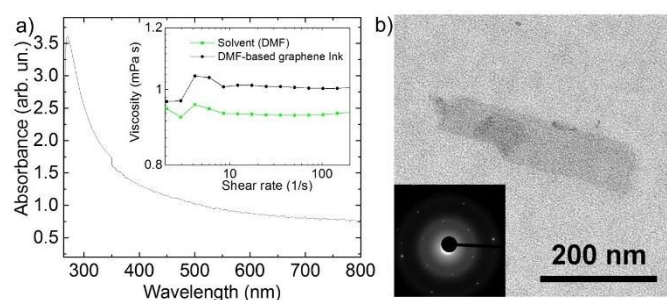 a)
Absorbance (arb. un.)
3.5
3.0
2.5
2.0
1.5
1.0
0.5
300 400 500 600 700 800
Wavelength (nm)
Viscosity (mPa s)
1.2
1
0.8
Solvent (DMF)
DMF-based graphene Ink
10 100
Shear rate (1/s)
b)
200 nm